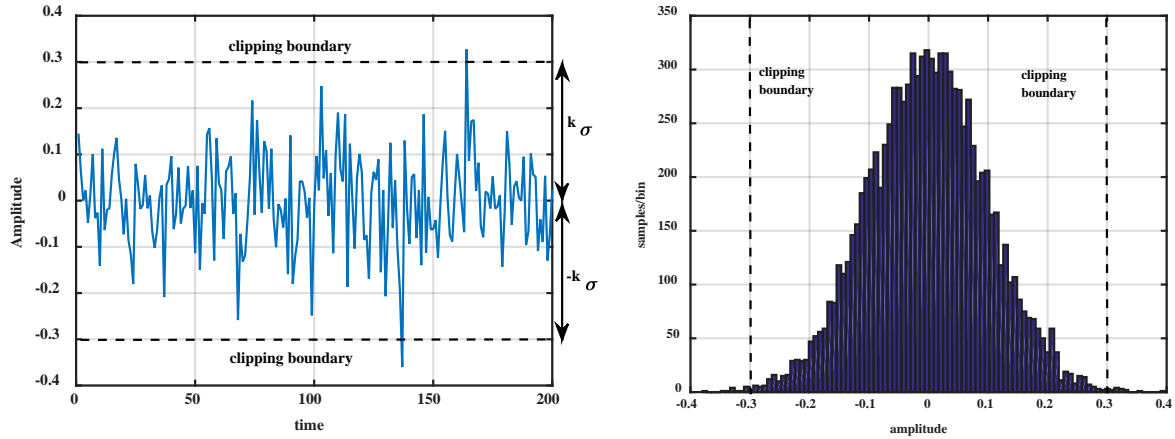 0.4
0.3
0.2
0.1
0
-0.1
-0.2
-0.3
-0.4
Amplitude
clipping boundary
clipping boundary
k σ
-k σ
0
50
100
150
200
time
350
300
250
200
150
100
50
0
samples/bin
clipping
boundary
clipping
boundary
-0.4
-0.3
-0.2
-0.1
0
0.1
0.2
0.3
0.4
amplitude